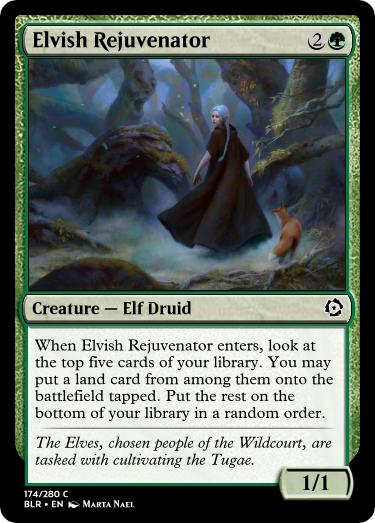 Elvish Rejuvenator 2
Creature — Elf Druid
When Elvish Rejuvenator enters, look at
the top five cards of your library. You may
put a land card from among them onto the
battlefield tapped. Put the rest on the
bottom of your library in a random order.
The Elves, chosen people of the Wildcourt, are
tasked with cultivating the Tugae.
1/1
174/280 C
BLR • EN Marta Nael